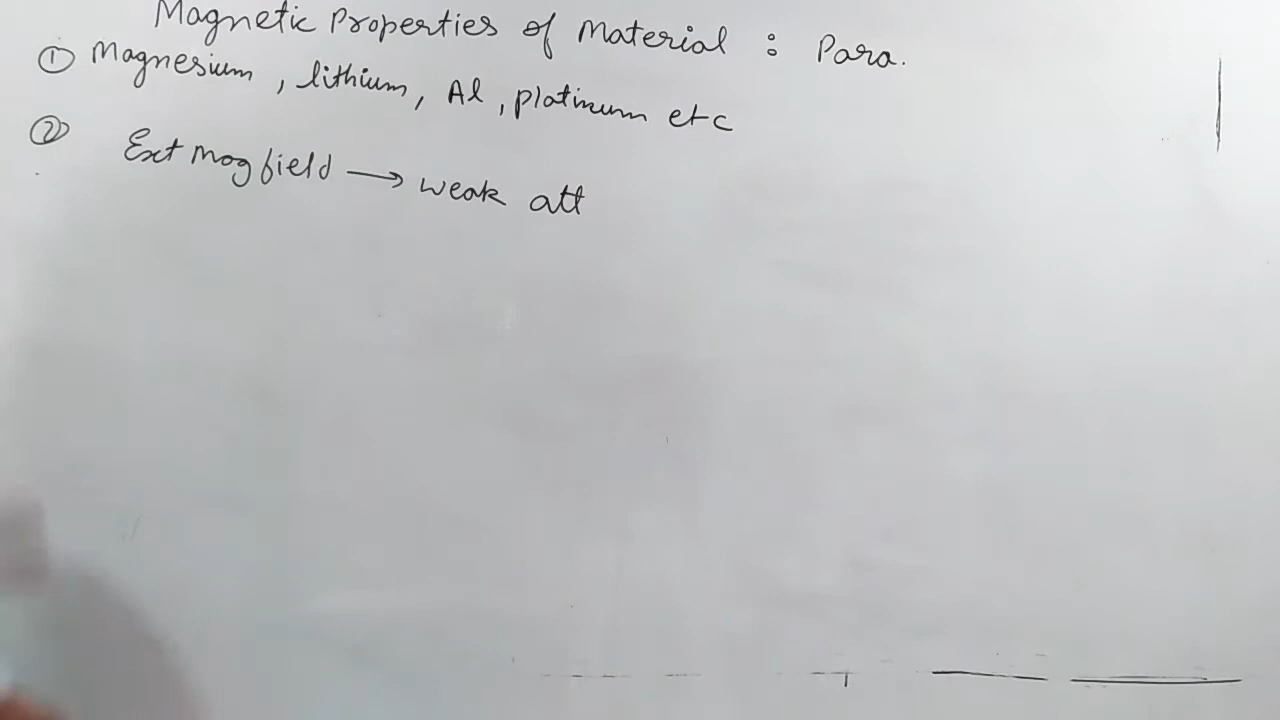 Magnetic Properties of Material : Para.
① Magnesium, lithium, Al, platinum etc
② Ext mag field → weak att